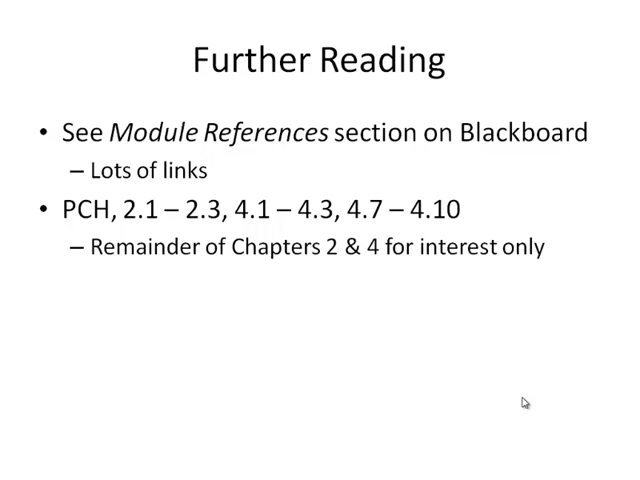 Further Reading
• See Module References section on Blackboard
– Lots of links
• PCH, 2.1 – 2.3, 4.1 – 4.3, 4.7 – 4.10
– Remainder of Chapters 2 & 4 for interest only